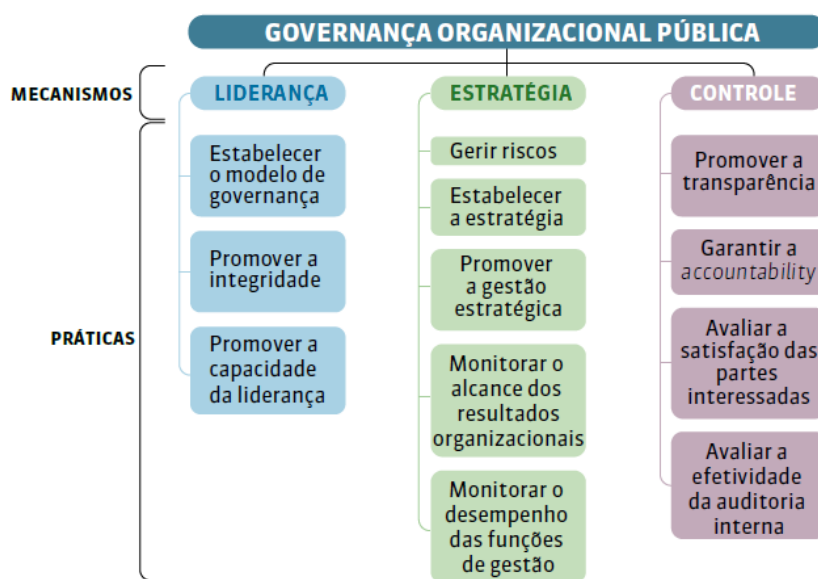 GOVERNANÇA ORGANIZACIONAL PÚBLICA
MECANISMOS
LIDERANÇA
ESTRATÉGIA
CONTROLE
PRÁTICAS
Estabelecer
o modelo de
governança
Promover a
integridade
Promover a
capacidade
da liderança
Gerir riscos
Estabelecer
a estratégia
Promover
a gestão
estratégica
Monitorar o
alcance dos
resultados
organizacionais
Monitorar o
desempenho
das funções
de gestão
Promover a
transparência
Garantir a
accountability
Avaliar a
satisfação das
partes
interessadas
Avaliar a
efetividade
da auditoria
interna